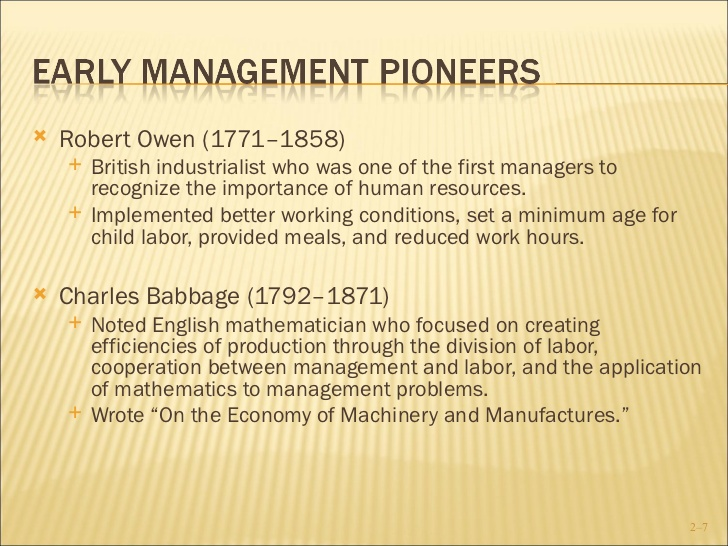 EARLY MANAGEMENT PIONEERS
Robert Owen (1771–1858)
British industrialist who was one of the first managers to
recognize the importance of human resources.
Implemented better working conditions, set a minimum age for
child labor, provided meals, and reduced work hours.
Charles Babbage (1792–1871)
Noted English mathematician who focused on creating
efficiencies of production through the division of labor,
cooperation between management and labor, and the application
of mathematics to management problems.
Wrote “On the Economy of Machinery and Manufactures.”
2–7